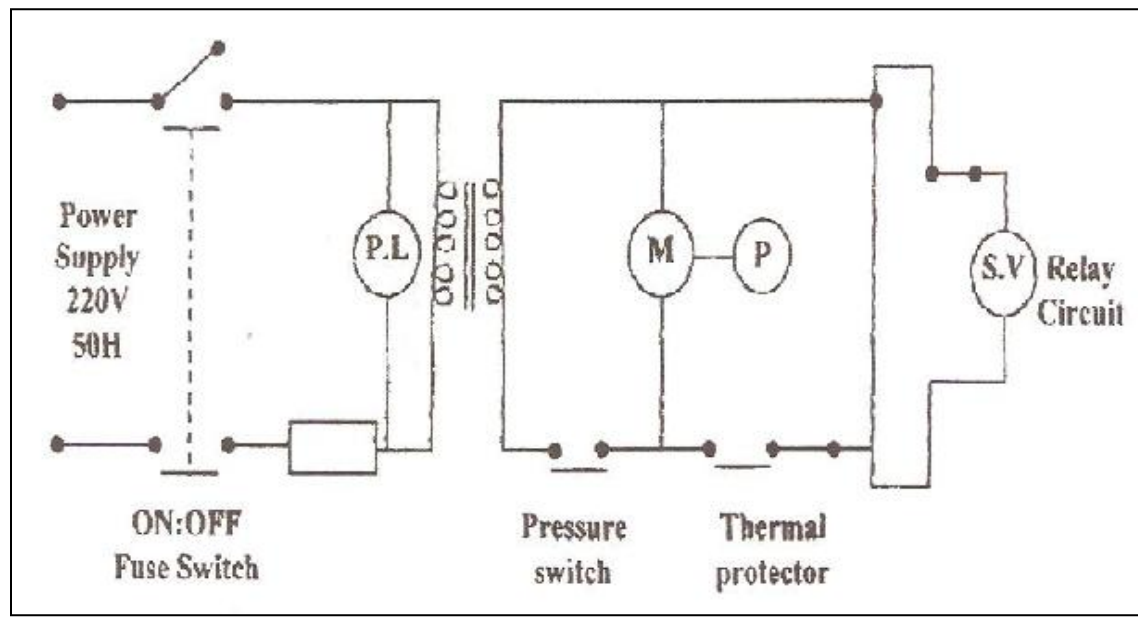 Power
Supply
220V
50H
P.L
M
P
S.V
Relay
Circuit
ON:OFF
Fuse Switch
Pressure
switch
Thermal
protector